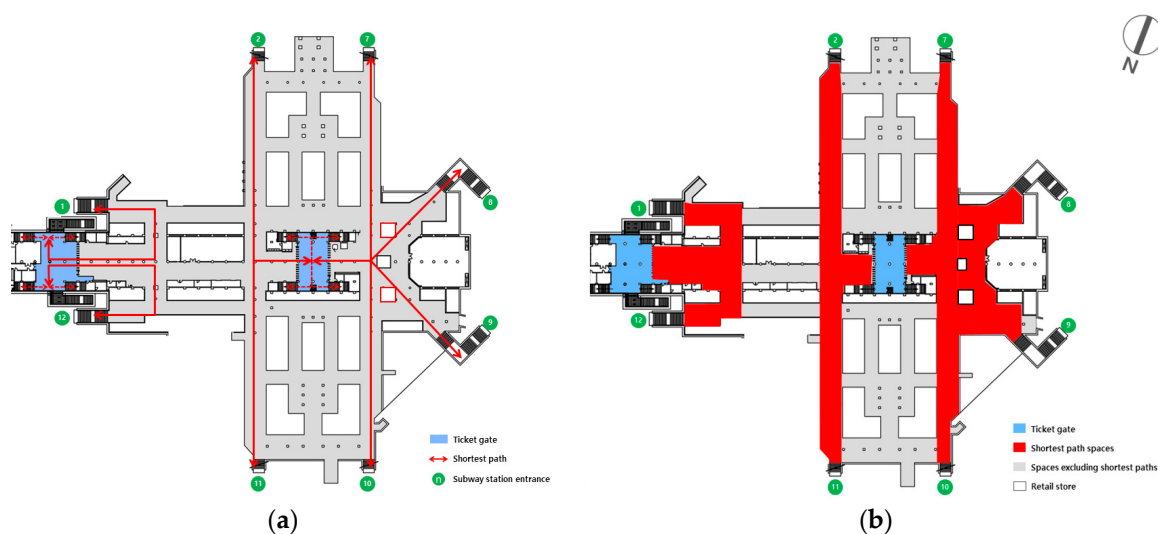 2
7
1
8
12
9
11
10
Ticket gate
Shortest path
n Subway station entrance
(a)
2
7
N
1
8
12
9
11
10
Ticket gate
Shortest path spaces
Spaces excluding shortest paths
Retail store
(b)